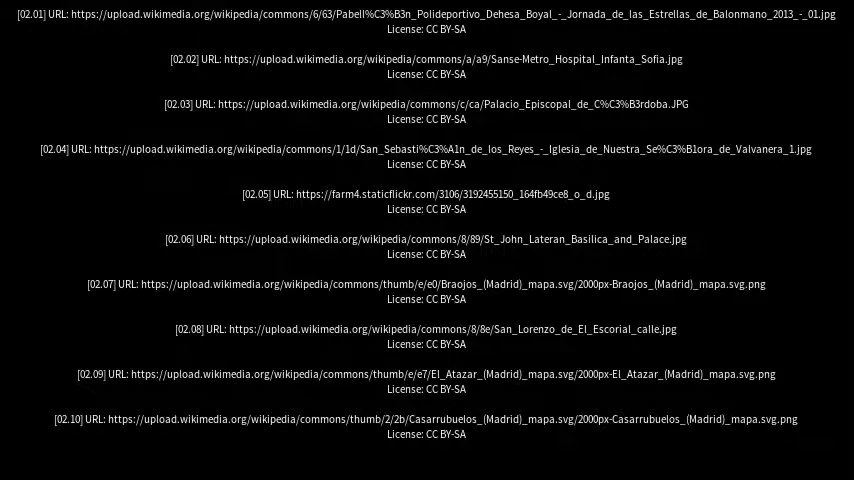 [02.01] URL: https://upload.wikimedia.org/wikipedia/commons/6/63/Pabell%C3%B3n_Polideportivo_Dehesa_Boyal_-_Jornada_de_las_Estrellas_de_Balonmano_2013_-_01.jpg
License: CC BY-SA
[02.02] URL: https://upload.wikimedia.org/wikipedia/commons/a/a9/Sanse-Metro_Hospital_Infanta_Sofia.jpg
License: CC BY-SA
[02.03] URL: https://upload.wikimedia.org/wikipedia/commons/c/ca/Palacio_Episcopal_de_C%C3%B3rdoba.JPG
License: CC BY-SA
[02.04] URL: https://upload.wikimedia.org/wikipedia/commons/1/1d/San_Sebasti%C3%A1n_de_los_Reyes_-_Iglesia_de_Nuestra_Se%C3%B1ora_de_Valvanera_1.jpg
License: CC BY-SA
[02.05] URL: https://farm4.staticflickr.com/3106/3192455150_164fb49ce8_o_d.jpg
License: CC BY-SA
[02.06] URL: https://upload.wikimedia.org/wikipedia/commons/8/89/St_John_Lateran_Basilica_and_Palace.jpg
License: CC BY-SA
[02.07] URL: https://upload.wikimedia.org/wikipedia/commons/thumb/e/e0/Braojos_(Madrid)_mapa.svg/2000px-Braojos_(Madrid)_mapa.svg.png
License: CC BY-SA
[02.08] URL: https://upload.wikimedia.org/wikipedia/commons/8/8e/San_Lorenzo_de_El_Escorial_calle.jpg
License: CC BY-SA
[02.09] URL: https://upload.wikimedia.org/wikipedia/commons/thumb/e/e7/El_Atazar_(Madrid)_mapa.svg/2000px-El_Atazar_(Madrid)_mapa.svg.png
License: CC BY-SA
[02.10] URL: https://upload.wikimedia.org/wikipedia/commons/thumb/2/2b/Casarrubuelos_(Madrid)_mapa.svg/2000px-Casarrubuelos_(Madrid)_mapa.svg.png
License: CC BY-SA